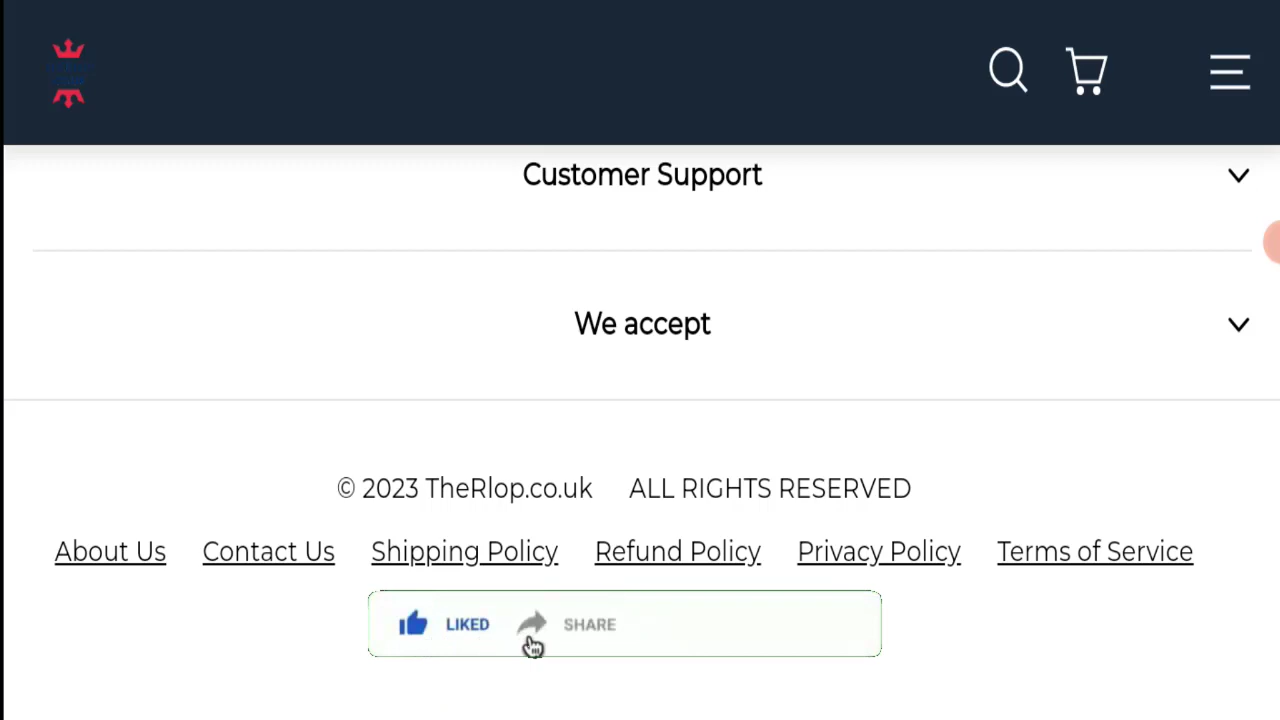 Customer Support
We accept
© 2023 TheRlop.co.uk ALL RIGHTS RESERVED
About Us Contact Us Shipping Policy Refund Policy Privacy Policy Terms of Service
LIKED SHARE